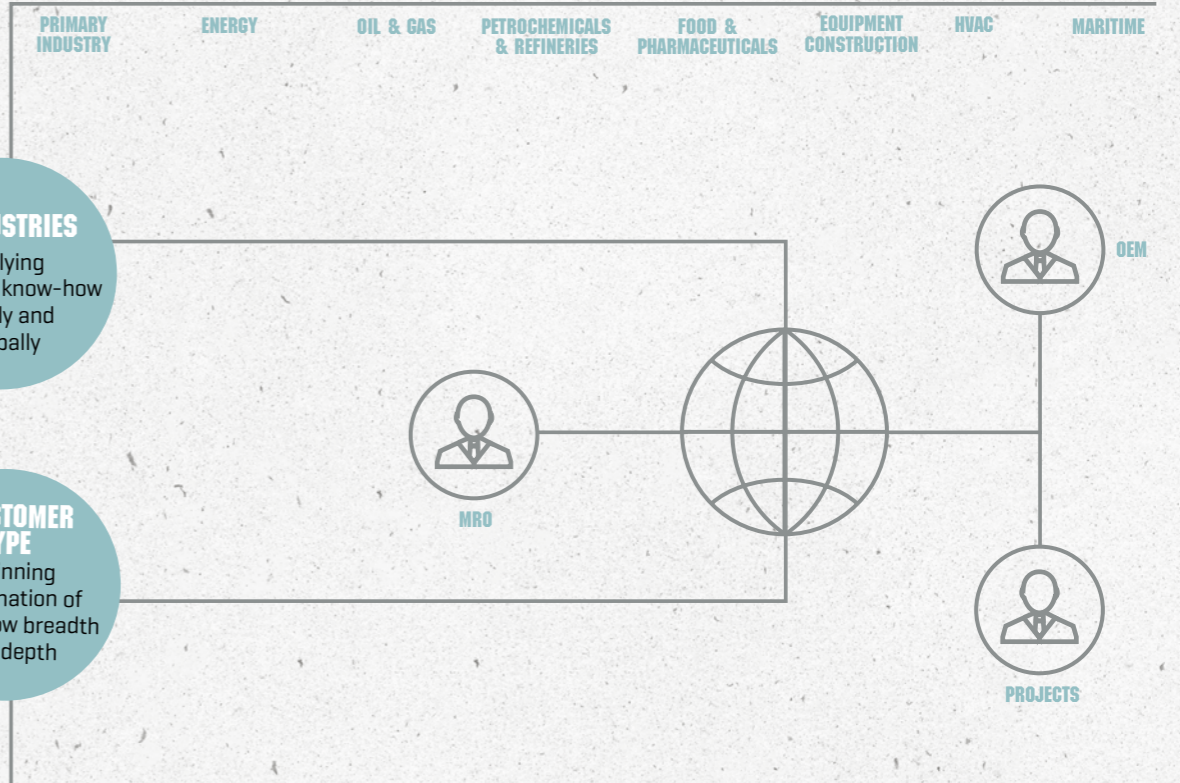 PRIMARY
INDUSTRY
ENERGY
OIL & GAS
PETROCHEMICALS
& REFINERIES
FOOD &
PHARMACEUTICALS
EQUIPMENT
CONSTRUCTION
HVAC
MARITIME
USTRIES
lying
know-how
ly and
bally
OEM
MRO
STOMER
YPE
nning
nation of
ow breadth
depth
PROJECTS